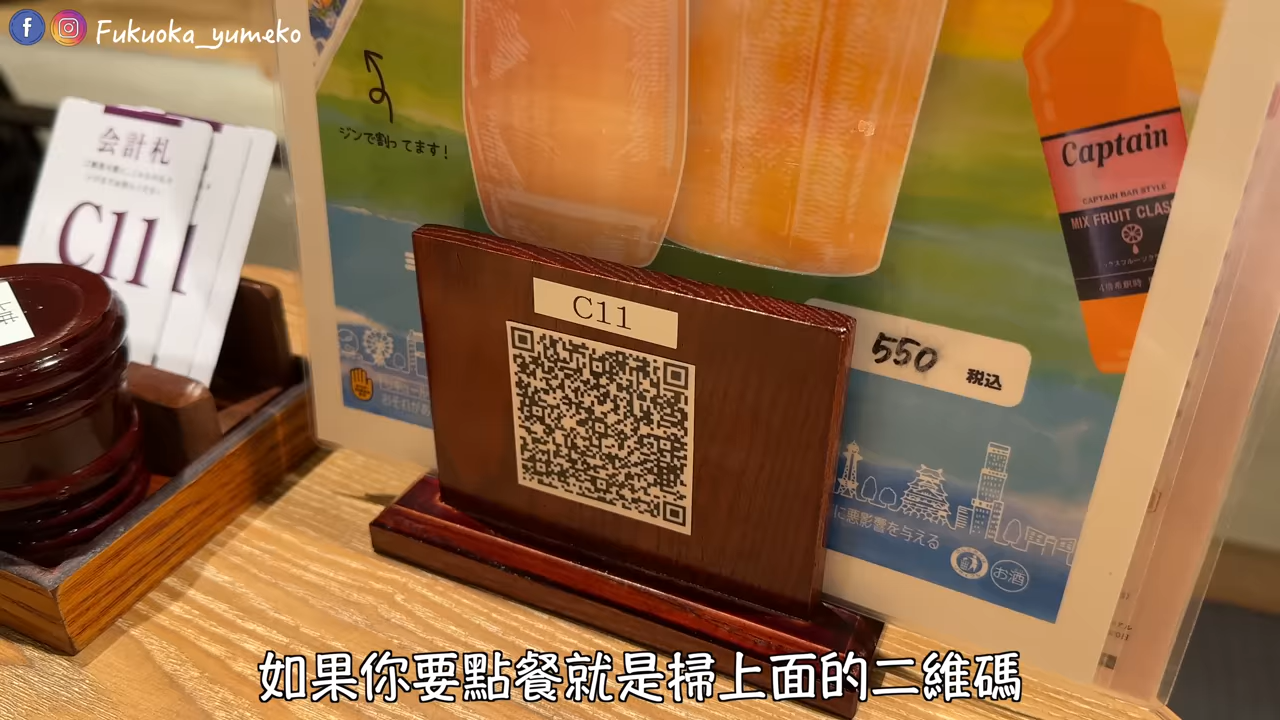 Fukuoka_yumeko
ジンで割ってます!
会計札
C11
C11
550
税込
Captain
CAPTAIN BAR STYLE
MIX FRUIT CLAS
に悪影響を与える
お酒
如果你要點餐就是掃上面的二維碼